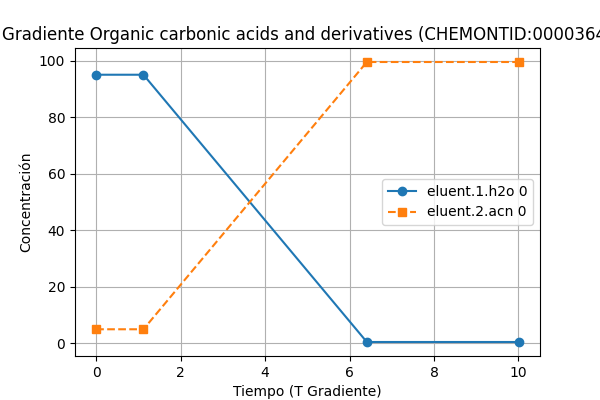 Gradiente Organic carbonic acids and derivatives (CHEMONTID:0000364
100
80
60
40
20
0
Concentración
eluent.1.h2o 0
eluent.2.acn 0
0 2 4 6 8 10
Tiempo (T Gradiente)